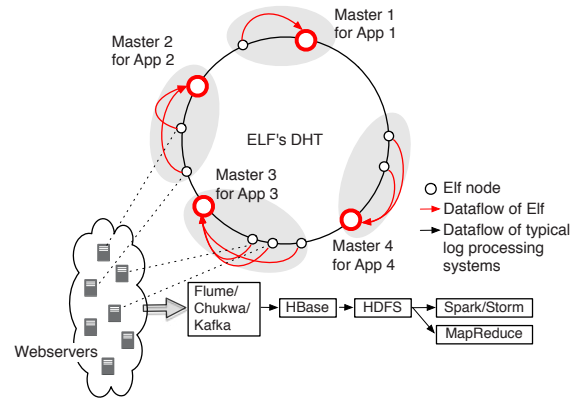 Master 1
for App 1
Master 2
for App 2
ELF's DHT
Master 3
for App 3
Master 4
for App 4
Elf node
Dataflow of Elf
Dataflow of typical
log processing
systems
Webservers
Flume/
Chukwa/
Kafka
HBase
HDFS
Spark/Storm
MapReduce